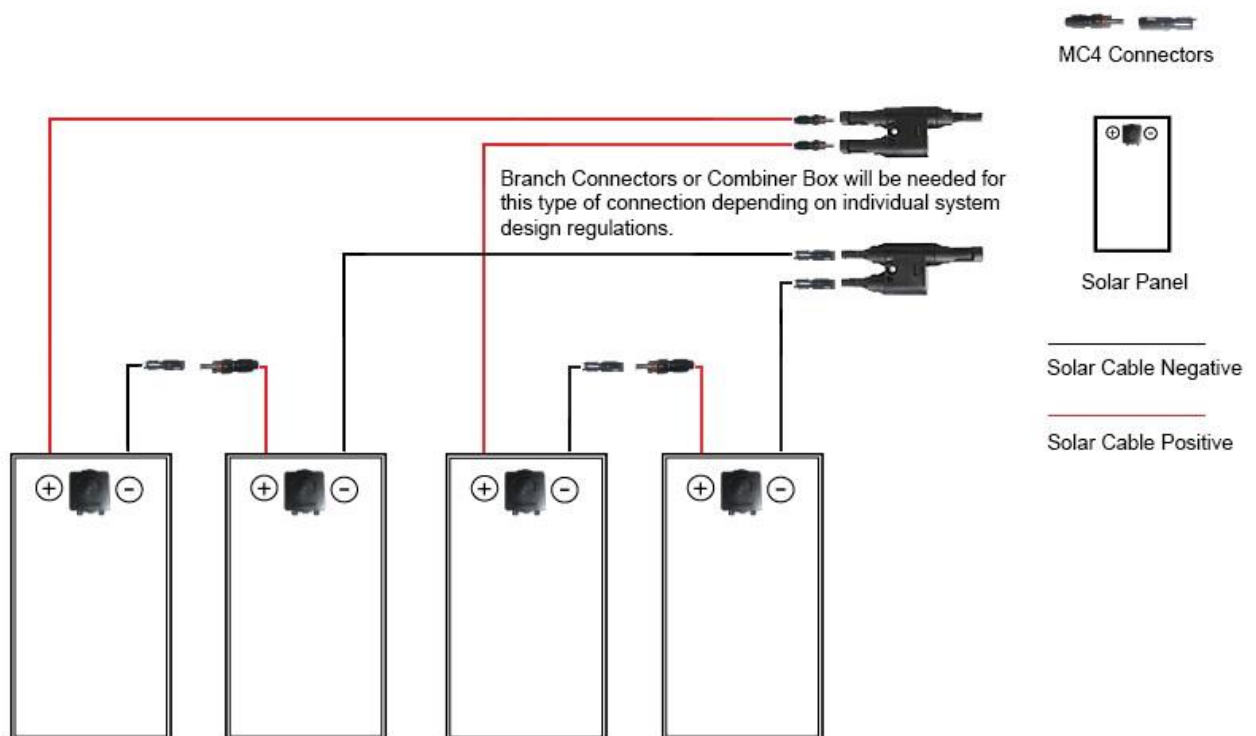 MC4 Connectors
Branch Connectors or Combiner Box will be needed for
this type of connection depending on individual system
design regulations.
+ -
Solar Panel
Solar Cable Negative
Solar Cable Positive
+ - + - + - + -